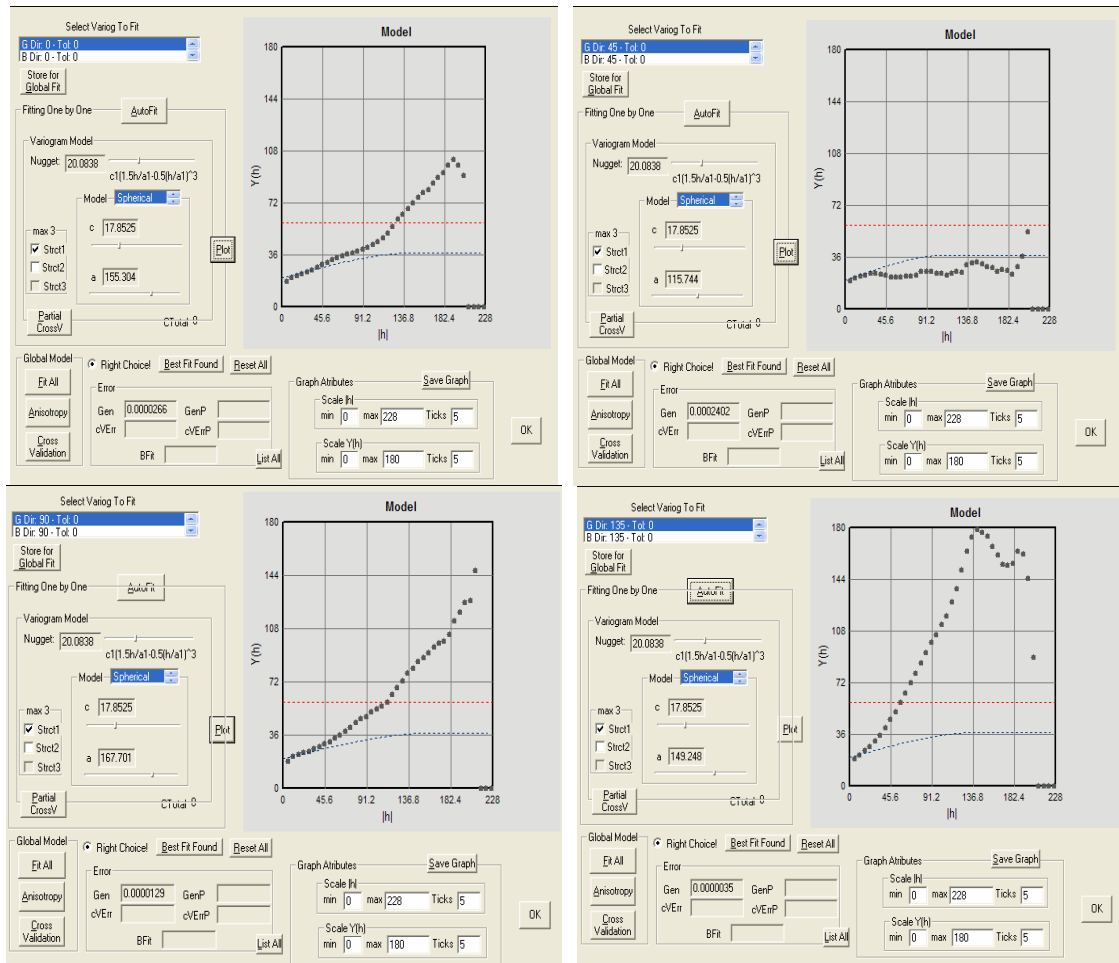 Select Variog To Fit
G Dir: 0 - Tol: 0
B Dir: 0 - Tol: 0
Store for
Global Fit
Fitting One by One
AutoFit
Variogram Model
Nugget: 20.0838
c1(1.5h/a1-0.5(h/a1)^3
Model Spherical
c 17.8525
max 3
Strct1
Strct2
Strct3
a 155.304
Plot
Partial
CrossV
CTotal 0
Model
180
144
108
72
36
0
Y(h)
0 45.6 91.2 136.8 182.4 228
|h|
Global Model
Fit All
Anisotropy
Cross
Validation
Right Choice! Best Fit Found Reset All
Error
Gen 0.0000266 GenP
cVErr cVErrP
BFit List All
Graph Atributes Save Graph
Scale |h|
min 0 max 228 Ticks 5
Scale Y(h)
min 0 max 180 Ticks 5
OK
Select Variog To Fit
G Dir: 45 - Tol: 0
B Dir: 45 - Tol: 0
Store for
Global Fit
Fitting One by One
AutoFit
Variogram Model
Nugget: 20.0838
c1(1.5h/a1-0.5(h/a1)^3
Model Spherical
c 17.8525
max 3
Strct1
Strct2
Strct3
a 115.744
Plot
Partial
CrossV
CTotal 0
Model
180
144
108
72
36
0
Y(h)
0 45.6 91.2 136.8 182.4 228
|h|
Global Model
Fit All
Anisotropy
Cross
Validation
Right Choice! Best Fit Found Reset All
Error
Gen 0.0002402 GenP
cVErr cVErrP
BFit List All
Graph Atributes Save Graph
Scale |h|
min 0 max 228 Ticks 5
Scale Y(h)
min 0 max 180 Ticks 5
OK
Select Variog To Fit
G Dir: 90 - Tol: 0
B Dir: 90 - Tol: 0
Store for
Global Fit
Fitting One by One
AutoFit
Variogram Model
Nugget: 20.0838
c1(1.5h/a1-0.5(h/a1)^3
Model Spherical
c 17.8525
max 3
Strct1
Strct2
Strct3
a 167.701
Plot
Partial
CrossV
CTotal 0
Model
180
144
108
72
36
0
Y(h)
0 45.6 91.2 136.8 182.4 228
|h|
Global Model
Fit All
Anisotropy
Cross
Validation
Right Choice! Best Fit Found Reset All
Error
Gen 0.0000129 GenP
cVErr cVErrP
BFit List All
Graph Atributes Save Graph
Scale |h|
min 0 max 228 Ticks 5
Scale Y(h)
min 0 max 180 Ticks 5
OK
Select Variog To Fit
G Dir: 135 - Tol: 0
B Dir: 135 - Tol: 0
Store for
Global Fit
Fitting One by One
AutoFit
Variogram Model
Nugget: 20.0838
c1(1.5h/a1-0.5(h/a1)^3
Model Spherical
c 17.8525
max 3
Strct1
Strct2
Strct3
a 149.248
Plot
Partial
CrossV
CTotal 0
Model
180
144
108
72
36
0
Y(h)
0 45.6 91.2 136.8 182.4 228
|h|
Global Model
Fit All
Anisotropy
Cross
Validation
Right Choice! Best Fit Found Reset All
Error
Gen 0.0000035 GenP
cVErr cVErrP
BFit List All
Graph Atributes Save Graph
Scale |h|
min 0 max 228 Ticks 5
Scale Y(h)
min 0 max 180 Ticks 5
OK